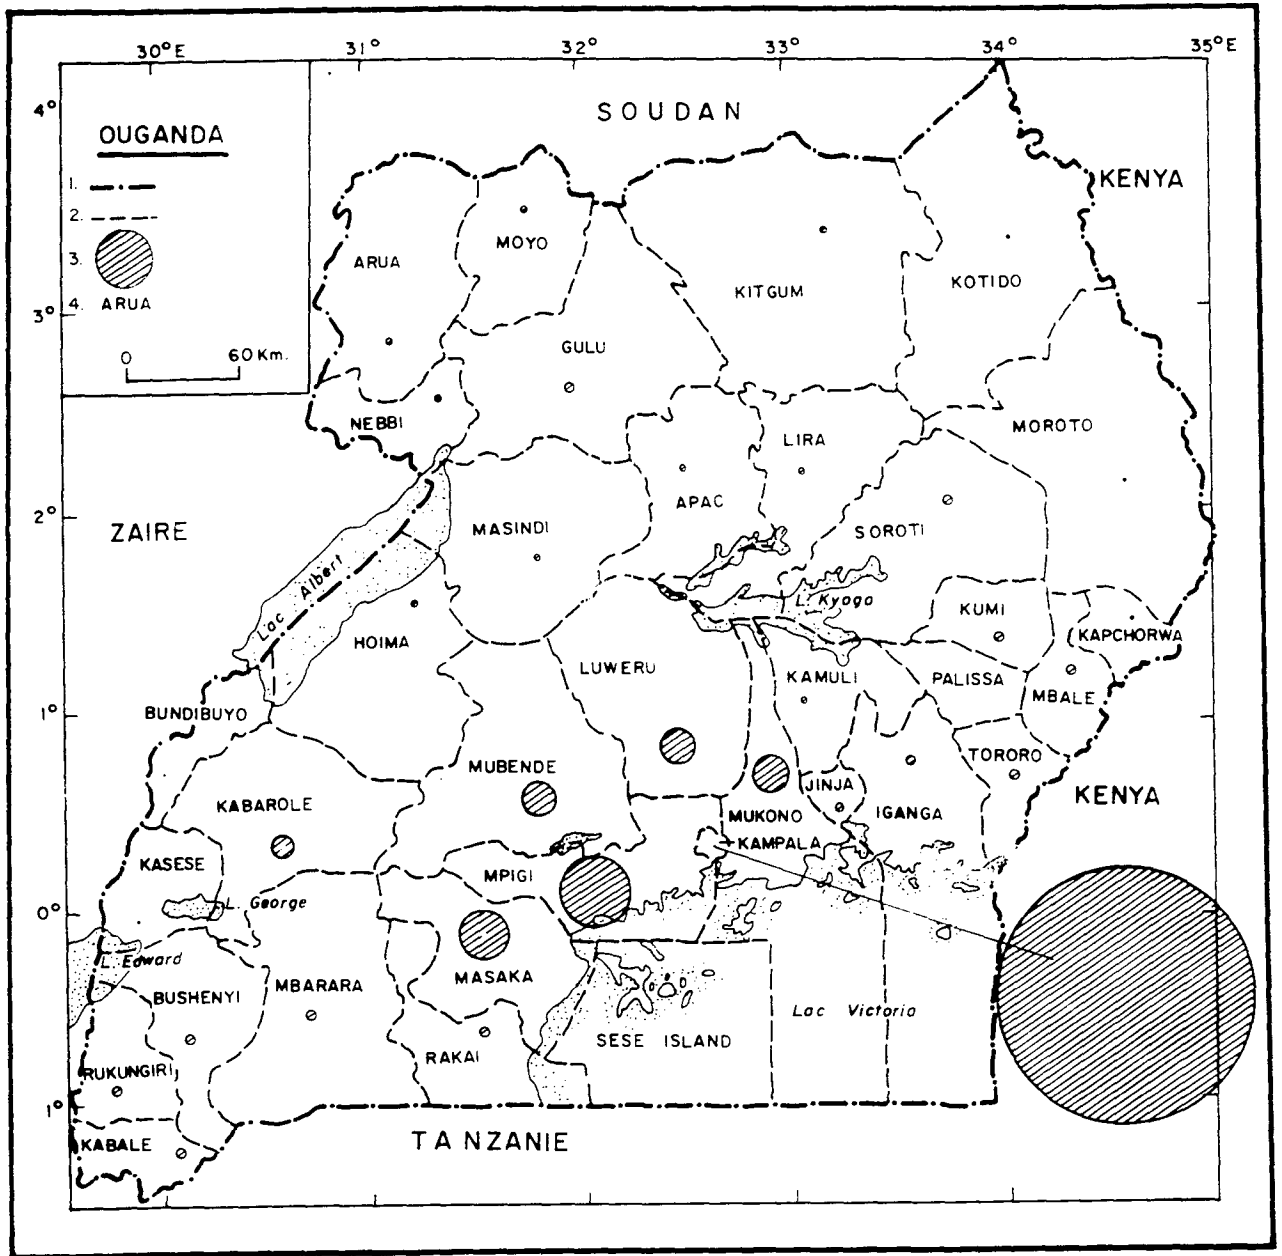 30°E 31° 32° 33° 34° 35°E
4°
SOUDAN
OUGANDA
1.
2.
3.
4. ARUA
0 60 Km.
KENYA
MOYO
ARUA
KITGUM
KOTIDO
3°
GULU
NEBBI
LIRA
MOROTO
APAC
2°
ZAIRE
MASINDI
SOROTI
Lac Albert
L. Kyoga
KUMI
HOIMA
KAPCHORWA
LUWERU
KAMULI
PALISSA
MBALE
1°
BUNDIBUYO
TORORO
MUBENDE
JINJA
KENYA
KABAROLE
MUKONO
IGANGA
KAMPALA
KASESE
MPIGI
L. George
0°
L. Edward
MASAKA
BUSHENYI
MBARARA
Lac Victoria
SESE ISLAND
RAKAI
RUKUNGIRI
1°
KABALE
TANZANIE